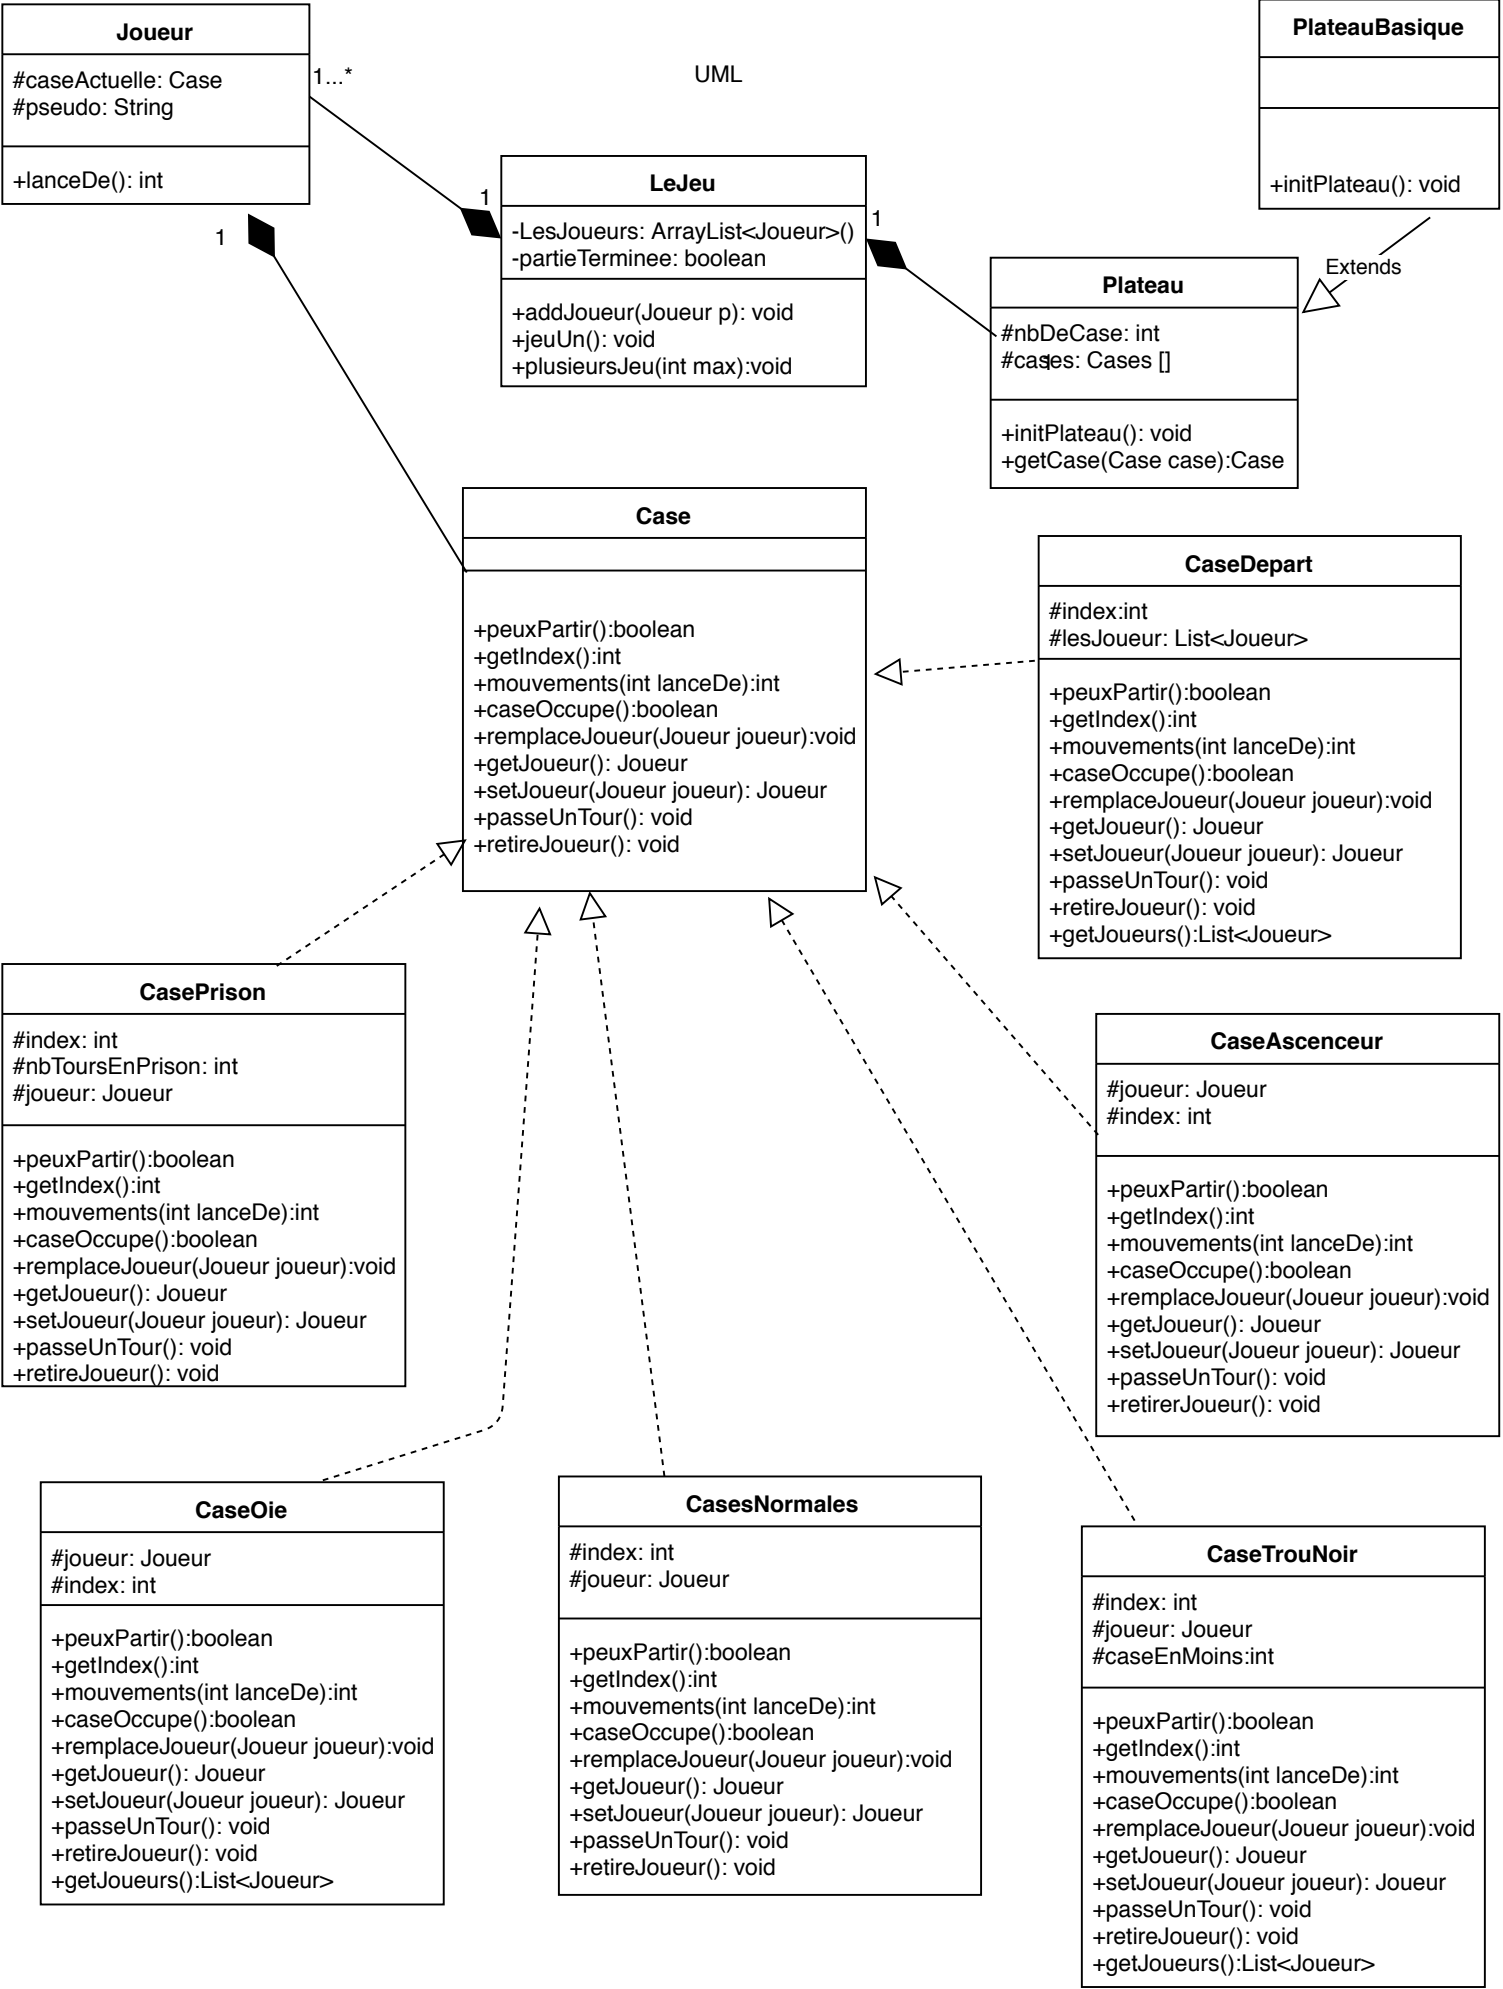 Joueur
#caseActuelle: Case
#pseudo: String
+lanceDe(): int
1...*
UML
PlateauBasique
+initPlateau(): void
Extends
1
LeJeu
-LesJoueurs: ArrayList<Joueur>()
-partieTerminee: boolean
+addJoueur(Joueur p): void
+jeuUn(): void
+plusieursJeu(int max):void
1
1
Plateau
#nbDeCase: int
#cases: Cases []
1
+initPlateau(): void
+getCase(Case case):Case
Case
+peuxPartir():boolean
+getIndex():int
+mouvements(int lanceDe):int
+caseOccupe():boolean
+remplaceJoueur(Joueur joueur):void
+getJoueur(): Joueur
+setJoueur(Joueur joueur): Joueur
+passeUnTour(): void
+retireJoueur(): void
CaseDepart
#index:int
#lesJoueur: List<Joueur>
+peuxPartir():boolean
+getIndex():int
+mouvements(int lanceDe):int
+caseOccupe():boolean
+remplaceJoueur(Joueur joueur):void
+getJoueur(): Joueur
+setJoueur(Joueur joueur): Joueur
+passeUnTour(): void
+retireJoueur(): void
+getJoueurs():List<Joueur>
CasePrison
#index: int
#nbToursEnPrison: int
#joueur: Joueur
+peuxPartir():boolean
+getIndex():int
+mouvements(int lanceDe):int
+caseOccupe():boolean
+remplaceJoueur(Joueur joueur):void
+getJoueur(): Joueur
+setJoueur(Joueur joueur): Joueur
+passeUnTour(): void
+retireJoueur(): void
CaseAscenceur
#joueur: Joueur
#index: int
+peuxPartir():boolean
+getIndex():int
+mouvements(int lanceDe):int
+caseOccupe():boolean
+remplaceJoueur(Joueur joueur):void
+getJoueur(): Joueur
+setJoueur(Joueur joueur): Joueur
+passeUnTour(): void
+retirerJoueur(): void
CaseOie
#joueur: Joueur
#index: int
+peuxPartir():boolean
+getIndex():int
+mouvements(int lanceDe):int
+caseOccupe():boolean
+remplaceJoueur(Joueur joueur):void
+getJoueur(): Joueur
+setJoueur(Joueur joueur): Joueur
+passeUnTour(): void
+retireJoueur(): void
+getJoueurs():List<Joueur>
CasesNormales
#index: int
#joueur: Joueur
+peuxPartir():boolean
+getIndex():int
+mouvements(int lanceDe):int
+caseOccupe():boolean
+remplaceJoueur(Joueur joueur):void
+getJoueur(): Joueur
+setJoueur(Joueur joueur): Joueur
+passeUnTour(): void
+retireJoueur(): void
CaseTrouNoir
#index: int
#joueur: Joueur
#caseEnMoins:int
+peuxPartir():boolean
+getIndex():int
+mouvements(int lanceDe):int
+caseOccupe():boolean
+remplaceJoueur(Joueur joueur):void
+getJoueur(): Joueur
+setJoueur(Joueur joueur): Joueur
+passeUnTour(): void
+retireJoueur(): void
+getJoueurs():List<Joueur>